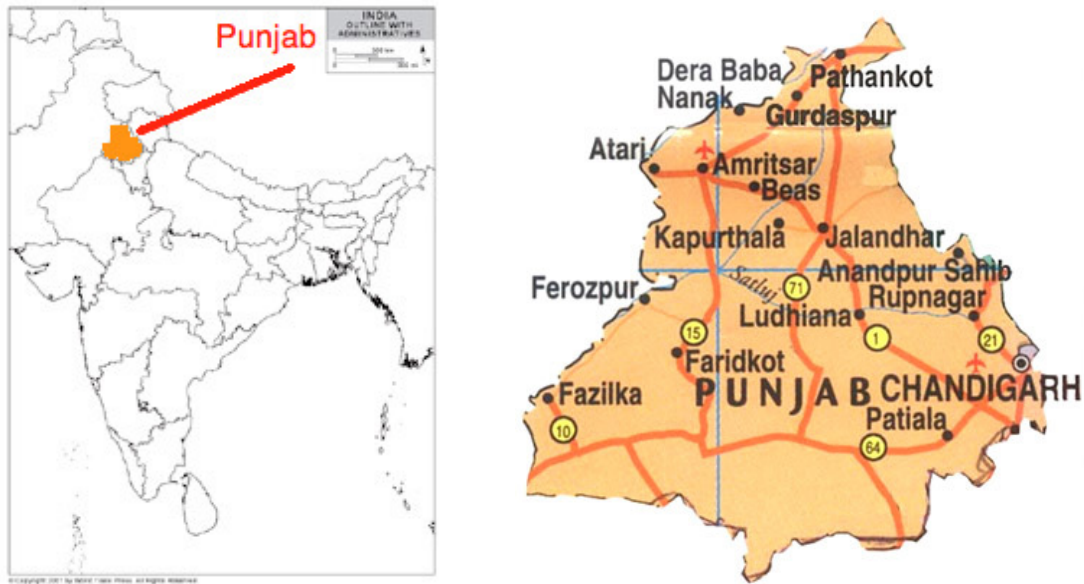 INDIA
OUTLINE WITH
ADMINISTRATIVES
Punjab
Dera Baba
Nanak
Pathankot
Gurdaspur
Atari
Amritsar
Beas
Kapurthala
Jalandhar
Anandpur Sahib
Ferozpur
Satluj
71
Rupnagar
Ludhiana
15
1
21
Faridkot
PUNJAB
CHANDIGARH
Fazilka
Patiala
10
64